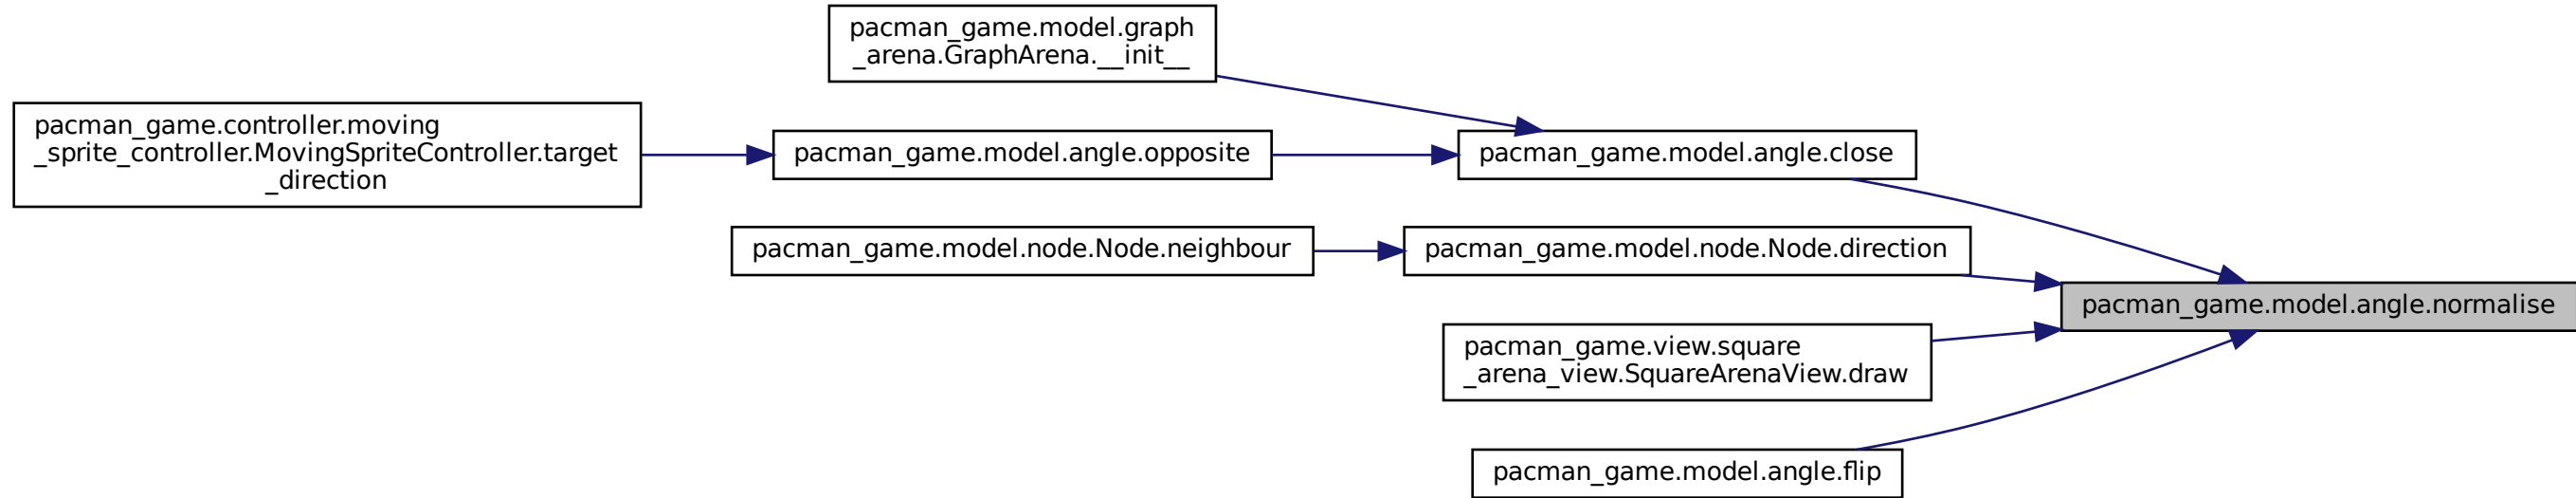 pacman_game.model.graph
_arena.GraphArena.__init__
pacman_game.controller.moving
_sprite_controller.MovingSpriteController.target
_direction
pacman_game.model.angle.opposite
pacman_game.model.angle.close
pacman_game.model.node.Node.neighbour
pacman_game.model.node.Node.direction
pacman_game.model.angle.normalise
pacman_game.view.square
_arena_view.SquareArenaView.draw
pacman_game.model.angle.flip